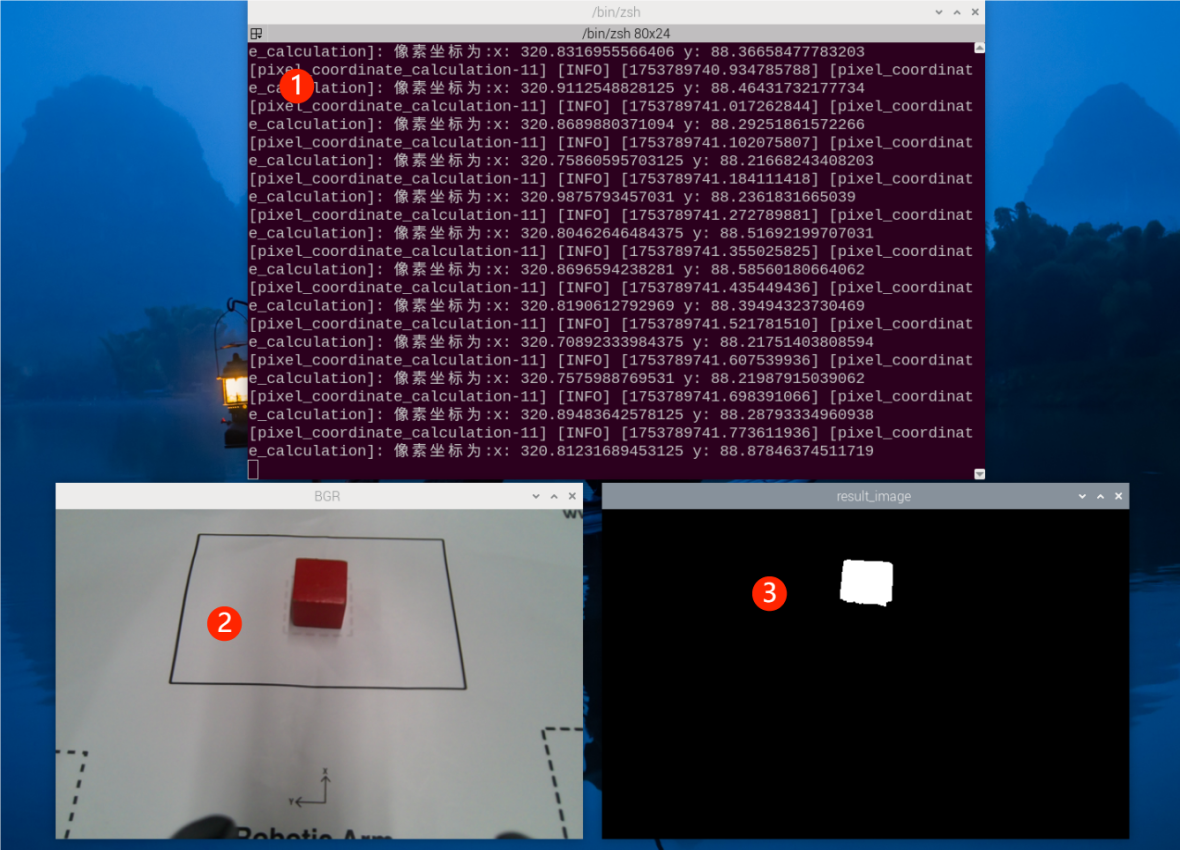 /bin/zsh
/bin/zsh 80x24
e_calculation]: 像素坐标为:x: 320.8316955566406 y: 88.36658477783203
[pixel_coordinate_calculation-11] [INFO] [1753789740.934785788] [pixel_coordinat
e_calculation]: 像素坐标为:x: 320.9112548828125 y: 88.46431732177734
[pixel_coordinate_calculation-11] [INFO] [1753789741.017262844] [pixel_coordinat
e_calculation]: 像素坐标为:x: 320.8689880371094 y: 88.29251861572266
[pixel_coordinate_calculation-11] [INFO] [1753789741.102075807] [pixel_coordinat
e_calculation]: 像素坐标为:x: 320.75860595703125 y: 88.21668243408203
[pixel_coordinate_calculation-11] [INFO] [1753789741.184111418] [pixel_coordinat
e_calculation]: 像素坐标为:x: 320.9875793457031 y: 88.2361831665039
[pixel_coordinate_calculation-11] [INFO] [1753789741.272789881] [pixel_coordinat
e_calculation]: 像素坐标为:x: 320.80462646484375 y: 88.51692199707031
[pixel_coordinate_calculation-11] [INFO] [1753789741.355025825] [pixel_coordinat
e_calculation]: 像素坐标为:x: 320.8696594238281 y: 88.58560180664062
[pixel_coordinate_calculation-11] [INFO] [1753789741.435449436] [pixel_coordinat
e_calculation]: 像素坐标为:x: 320.8190612792969 y: 88.39494323730469
[pixel_coordinate_calculation-11] [INFO] [1753789741.521781510] [pixel_coordinat
e_calculation]: 像素坐标为:x: 320.70892333984375 y: 88.21751403808594
[pixel_coordinate_calculation-11] [INFO] [1753789741.607539936] [pixel_coordinat
e_calculation]: 像素坐标为:x: 320.7575988769531 y: 88.21987915039062
[pixel_coordinate_calculation-11] [INFO] [1753789741.698391066] [pixel_coordinat
e_calculation]: 像素坐标为:x: 320.89483642578125 y: 88.28793334960938
[pixel_coordinate_calculation-11] [INFO] [1753789741.773611936] [pixel_coordinat
e_calculation]: 像素坐标为:x: 320.81231689453125 y: 88.87846374511719
1
BGR
2
X
Y
Robotic Arm
result_image
3